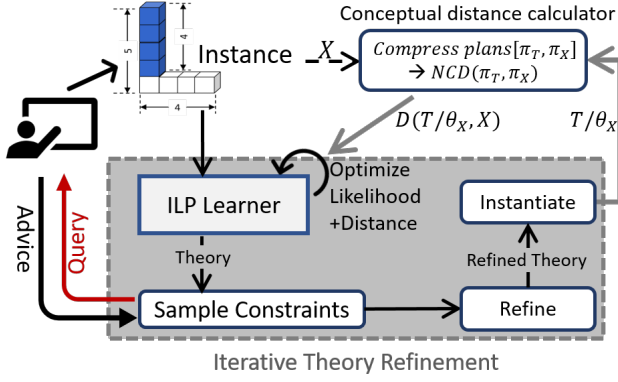 Conceptual distance calculator
5
4
4
Instance
X
Compress plans[π_T, π_X]
→ NCD(π_T, π_X)
D(T/θ_X, X)
T/θ_X
Advice
Query
ILP Learner
Optimize
Likelihood
+Distance
Instantiate
Theory
Refined Theory
Sample Constraints
Refine
Iterative Theory Refinement